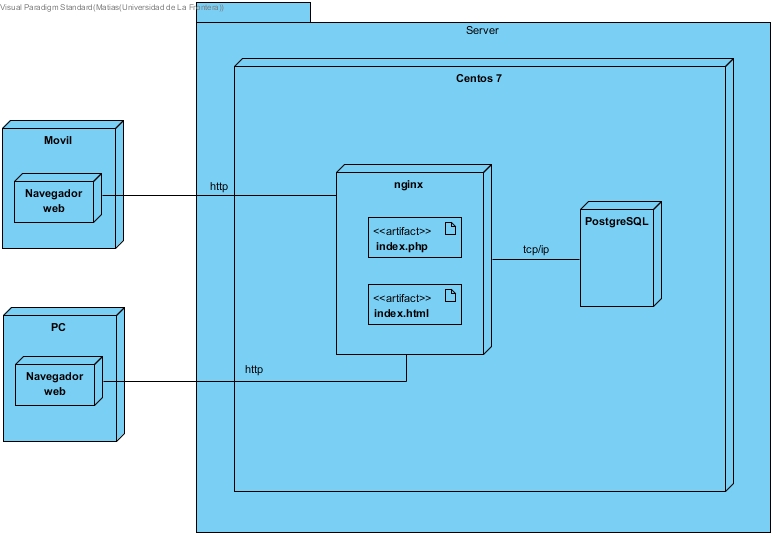 Visual Paradigm Standard(Matias(Universidad de La Frontera))
Server
Centos 7
Movil
Navegador
web
http
nginx
<<artifact>>
index.php
<<artifact>>
index.html
tcp/ip
PostgreSQL
PC
Navegador
web
http